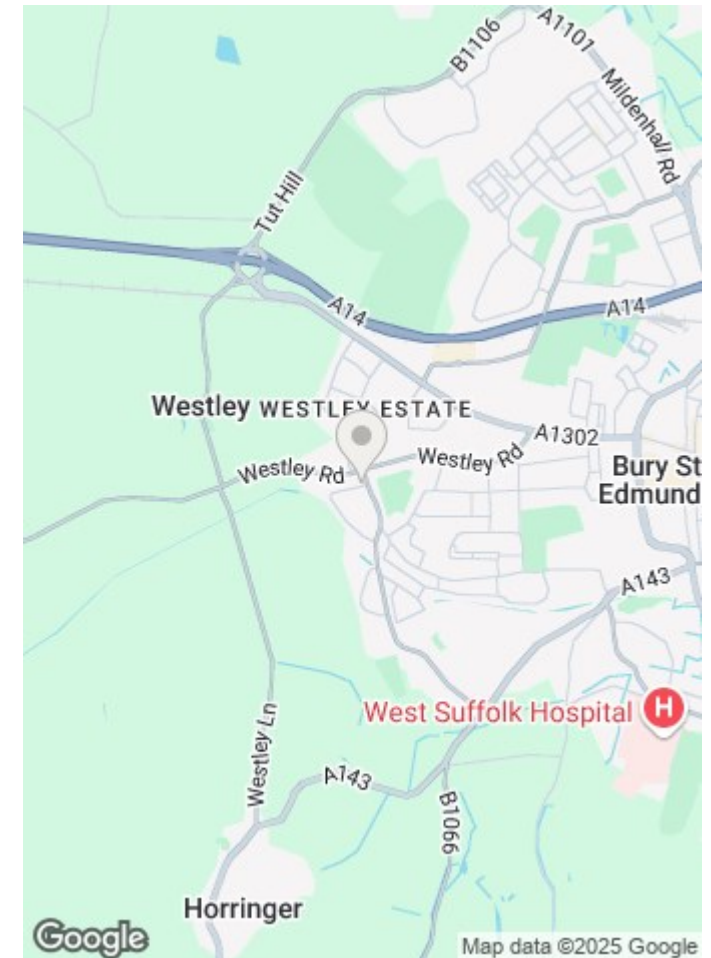 A1101
B1106
Mildenhall Rd
Tut Hill
A14
A14
Westley
WESTLEY ESTATE
A1302
Westley Rd
Westley Rd
Bury St
Edmund
A143
West Suffolk Hospital
H
Westley Ln
A143
B1066
Horringer
Google
Map data ©2025 Google